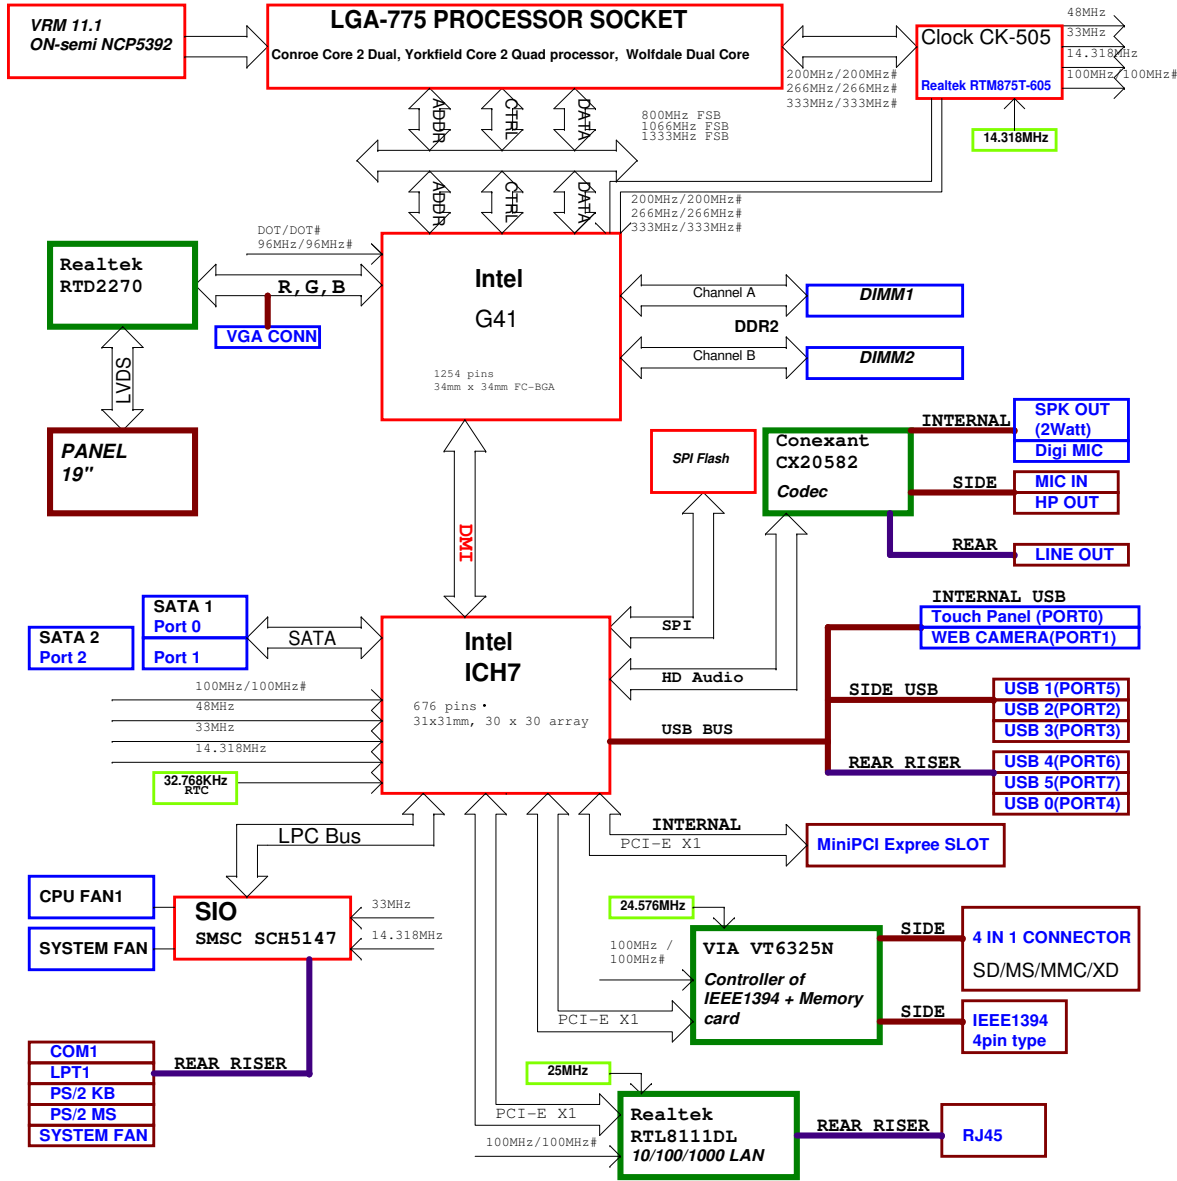 VRM 11.1
ON-semi NCP5392
LGA-775 PROCESSOR SOCKET
Conroe Core 2 Dual, Yorkfield Core 2 Quad processor, Wolfdale Dual Core
Clock CK-505
Realtek RTM875T-605
48MHz
33MHz
14.318MHz
100MHz/100MHz#
200MHz/200MHz#
266MHz/266MHz#
333MHz/333MHz#
14.318MHz
ADDR
CTRL
DATA
800MHz FSB
1066MHz FSB
1333MHz FSB
ADDR
CTRL
DATA
200MHz/200MHz#
266MHz/266MHz#
333MHz/333MHz#
DOT/DOT#
96MHz/96MHz#
Realtek
RTD2270
R,G,B
VGA CONN
LVDS
PANEL
19"
Intel
G41
1254 pins
34mm x 34mm FC-BGA
Channel A
DIMM1
DDR2
Channel B
DIMM2
DMI
SPI Flash
Conexant
CX20582
Codec
INTERNAL
SPK OUT
(2Watt)
Digi MIC
SIDE
MIC IN
HP OUT
REAR
LINE OUT
SATA 1
Port 0
Port 1
SATA 2
Port 2
SATA
Intel
ICH7
676 pins
31x31mm, 30 x 30 array
SPI
HD Audio
USB BUS
INTERNAL USB
Touch Panel (PORT0)
WEB CAMERA(PORT1)
SIDE USB
USB 1(PORT5)
USB 2(PORT2)
USB 3(PORT3)
REAR RISER
USB 4(PORT6)
USB 5(PORT7)
USB 0(PORT4)
100MHz/100MHz#
48MHz
33MHz
14.318MHz
32.768KHz
RTC
LPC Bus
INTERNAL
PCI-E X1
MiniPCI Expree SLOT
CPU FAN1
SYSTEM FAN
SIO
SMSC SCH5147
33MHz
14.318MHz
24.576MHz
100MHz /
100MHz#
VIA VT6325N
Controller of
IEEE1394 + Memory
card
PCI-E X1
SIDE
4 IN 1 CONNECTOR
SD/MS/MMC/XD
SIDE
IEEE1394
4pin type
COM1
LPT1
PS/2 KB
PS/2 MS
SYSTEM FAN
REAR RISER
25MHz
PCI-E X1
100MHz/100MHz#
Realtek
RTL8111DL
10/100/1000 LAN
REAR RISER
RJ45